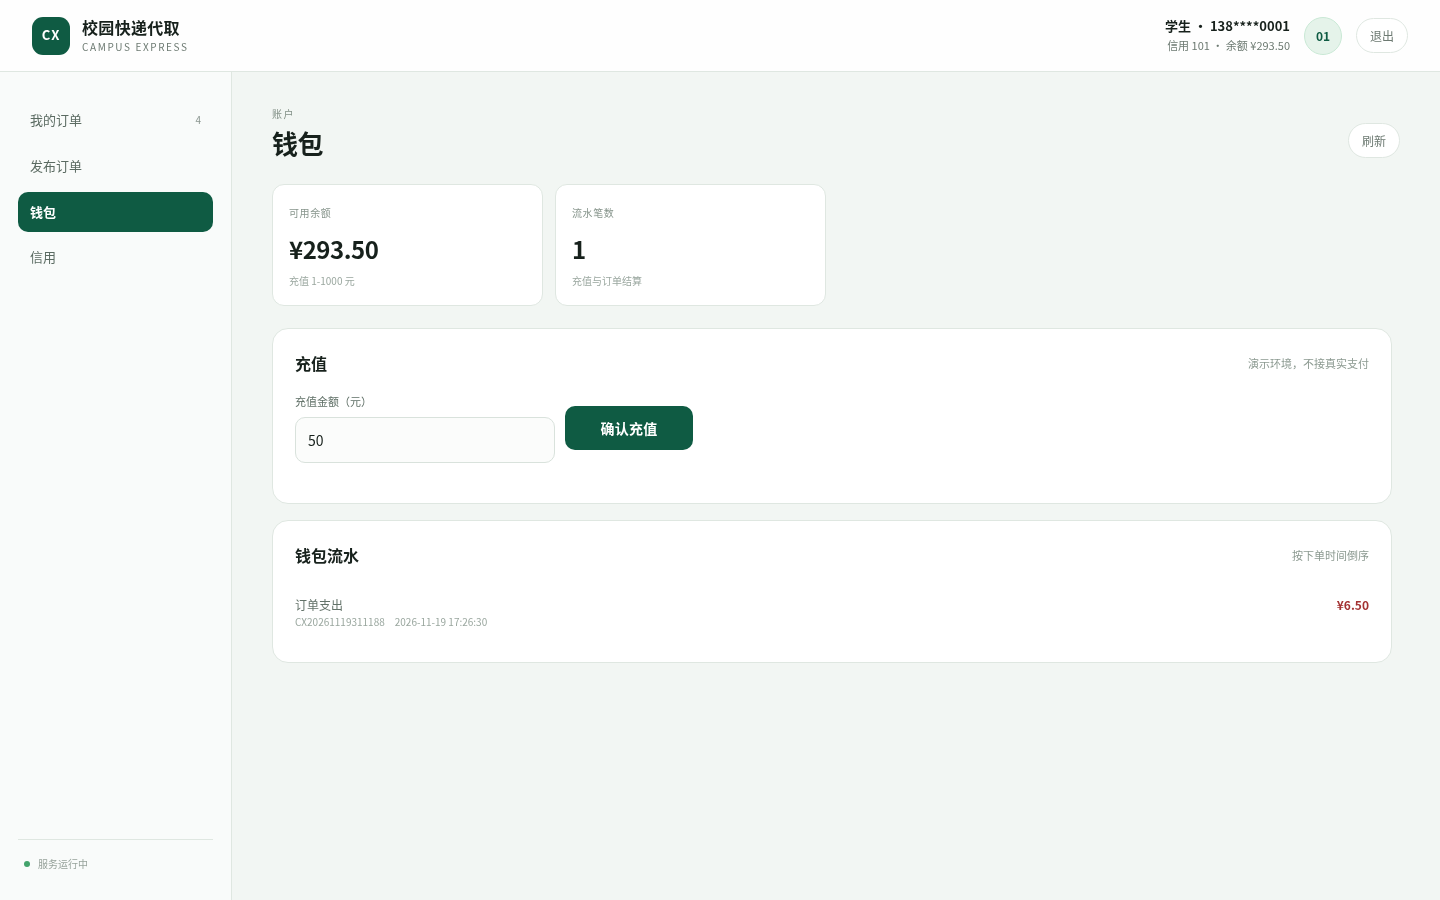 CX
校园快递代取
CAMPUS EXPRESS
学生 · 138****0001
信用 101 · 余额 ¥293.50
01
退出
我的订单 4
发布订单
钱包
信用
服务运行中
账户
钱包
刷新
可用余额
¥293.50
充值 1-1000 元
流水笔数
1
充值与订单结算
充值
演示环境，不接真实支付
充值金额（元）
50
确认充值
钱包流水
按下单时间倒序
订单支出
¥6.50
CX20261119311188 2026-11-19 17:26:30